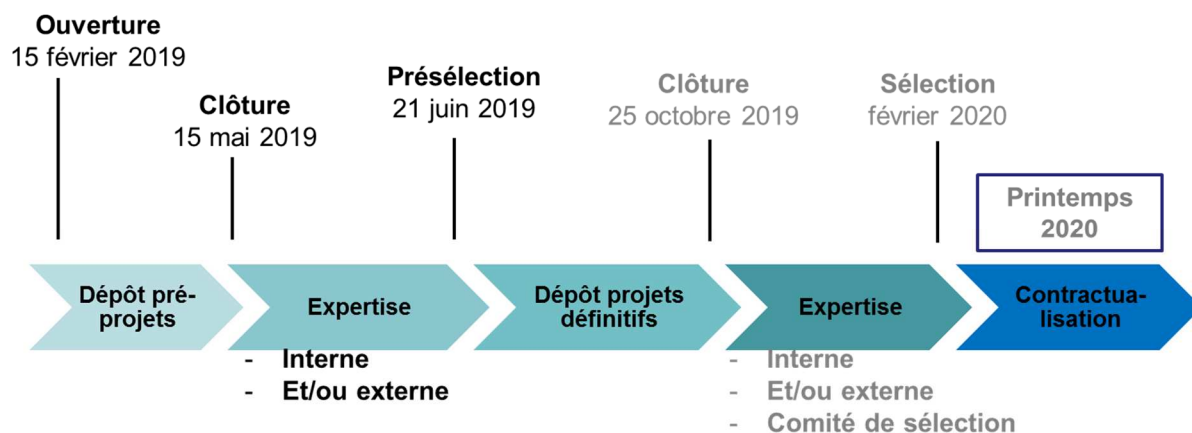 Ouverture
15 février 2019
Clôture
15 mai 2019
Présélection
21 juin 2019
Clôture
25 octobre 2019
Sélection
février 2020
Printemps
2020
Dépôt pré-
projets
Expertise
Dépôt projets
définitifs
Expertise
Contractua-
lisation
- Interne
- Et/ou externe
- Interne
- Et/ou externe
- Comité de sélection